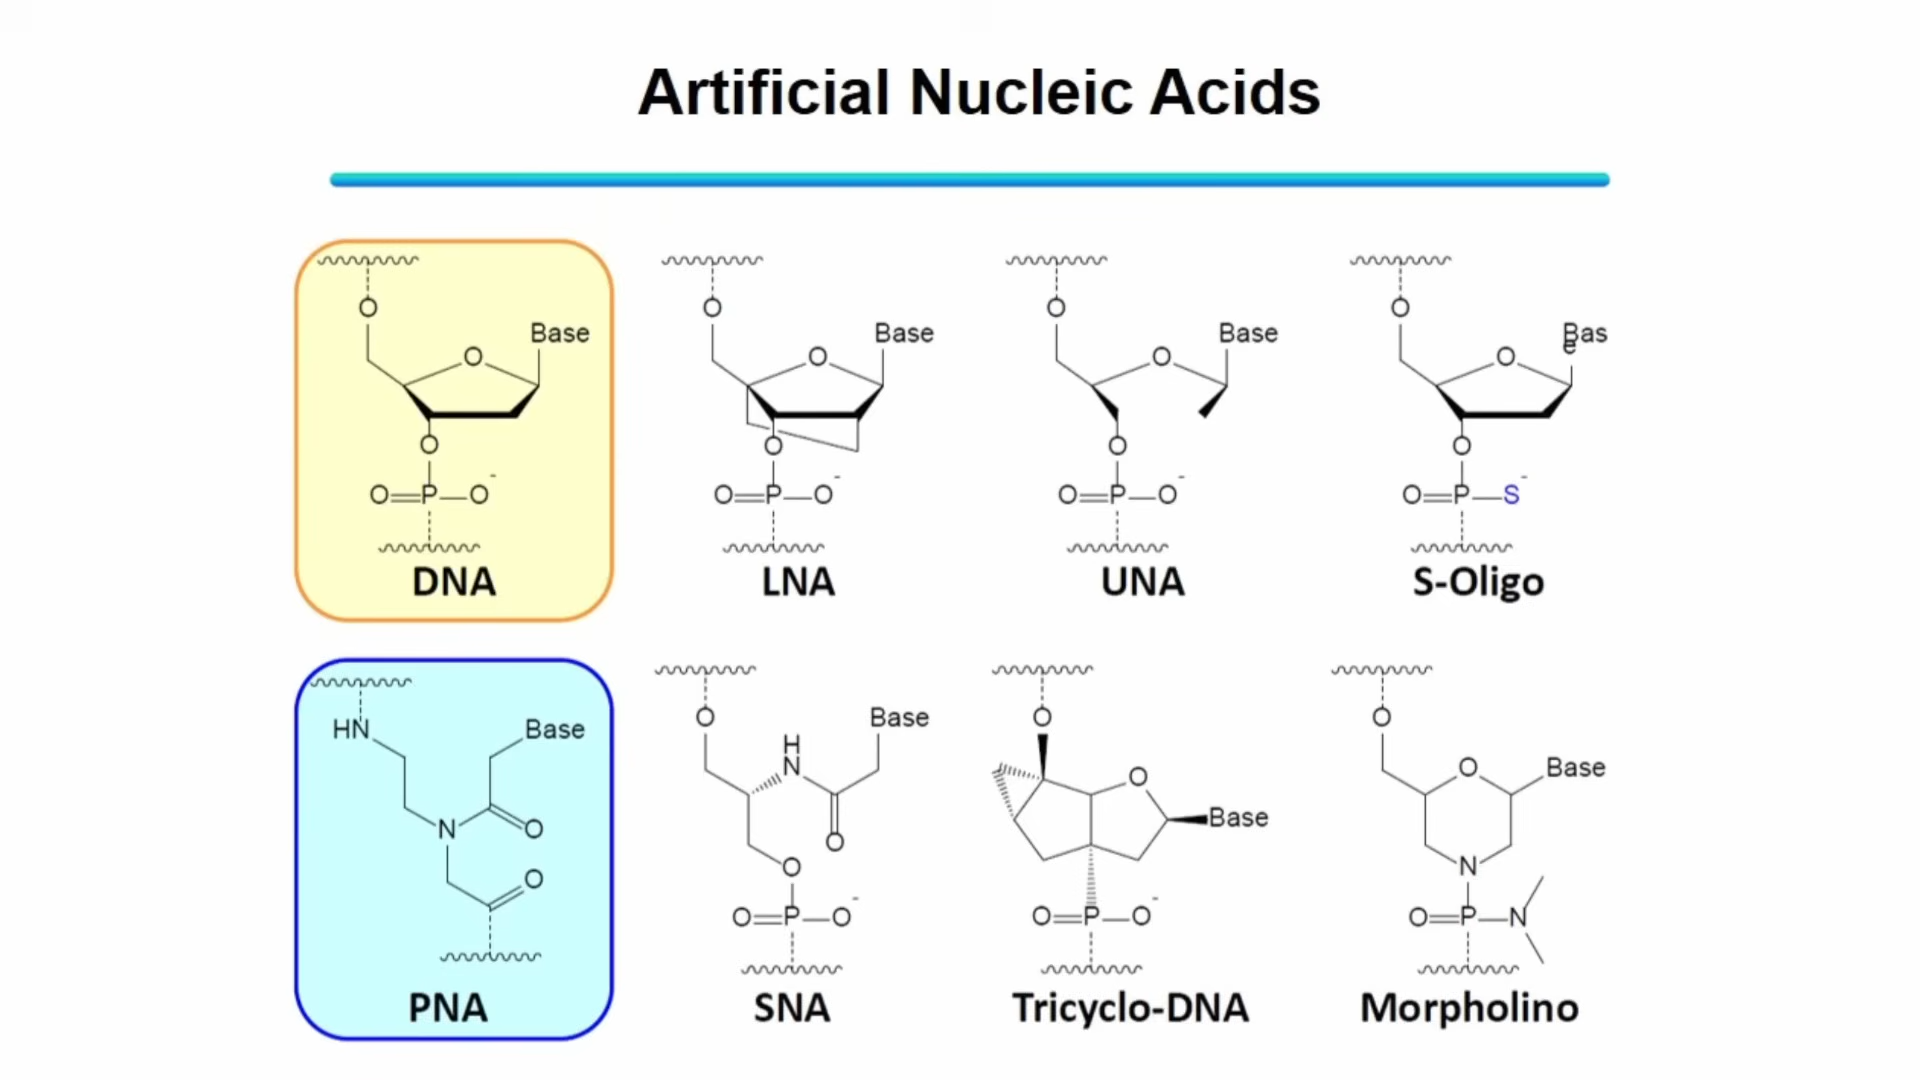 Artificial Nucleic Acids
O
Base
O
O
O=P—O-
DNA
O
Base
O
O
O=P—O-
LNA
O
Base
O
O
O=P—O-
UNA
O
Bas
e
O
O
O=P—S-
S-Oligo
HN
Base
N
O
O
PNA
O
Base
H
N
O
O
O=P—O-
SNA
O
O
Base
O=P—O-
Tricyclo-DNA
O
O
Base
N
O=P—N
Morpholino